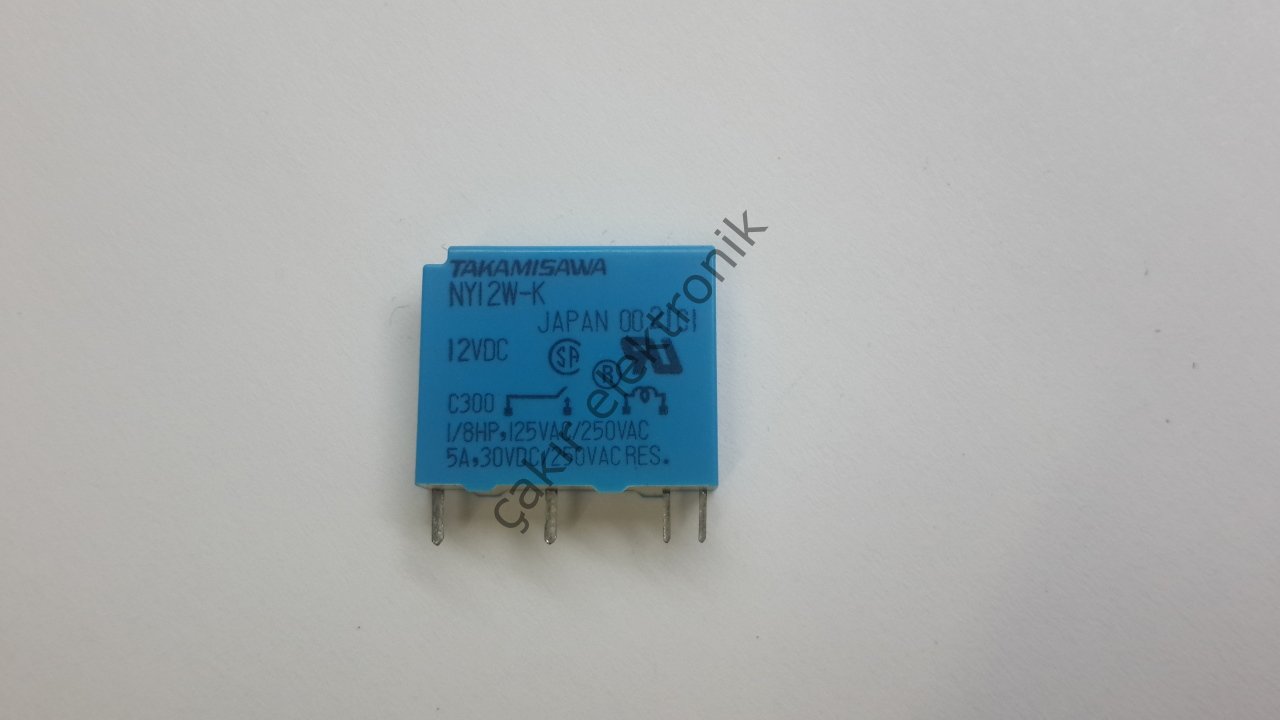 TAKAMISAWA
NY12W-K
JAPAN
12VDC
C300
1/8HP,125VAC/250VAC
5A,30VDC/250VAC RES.
çakır elektronik